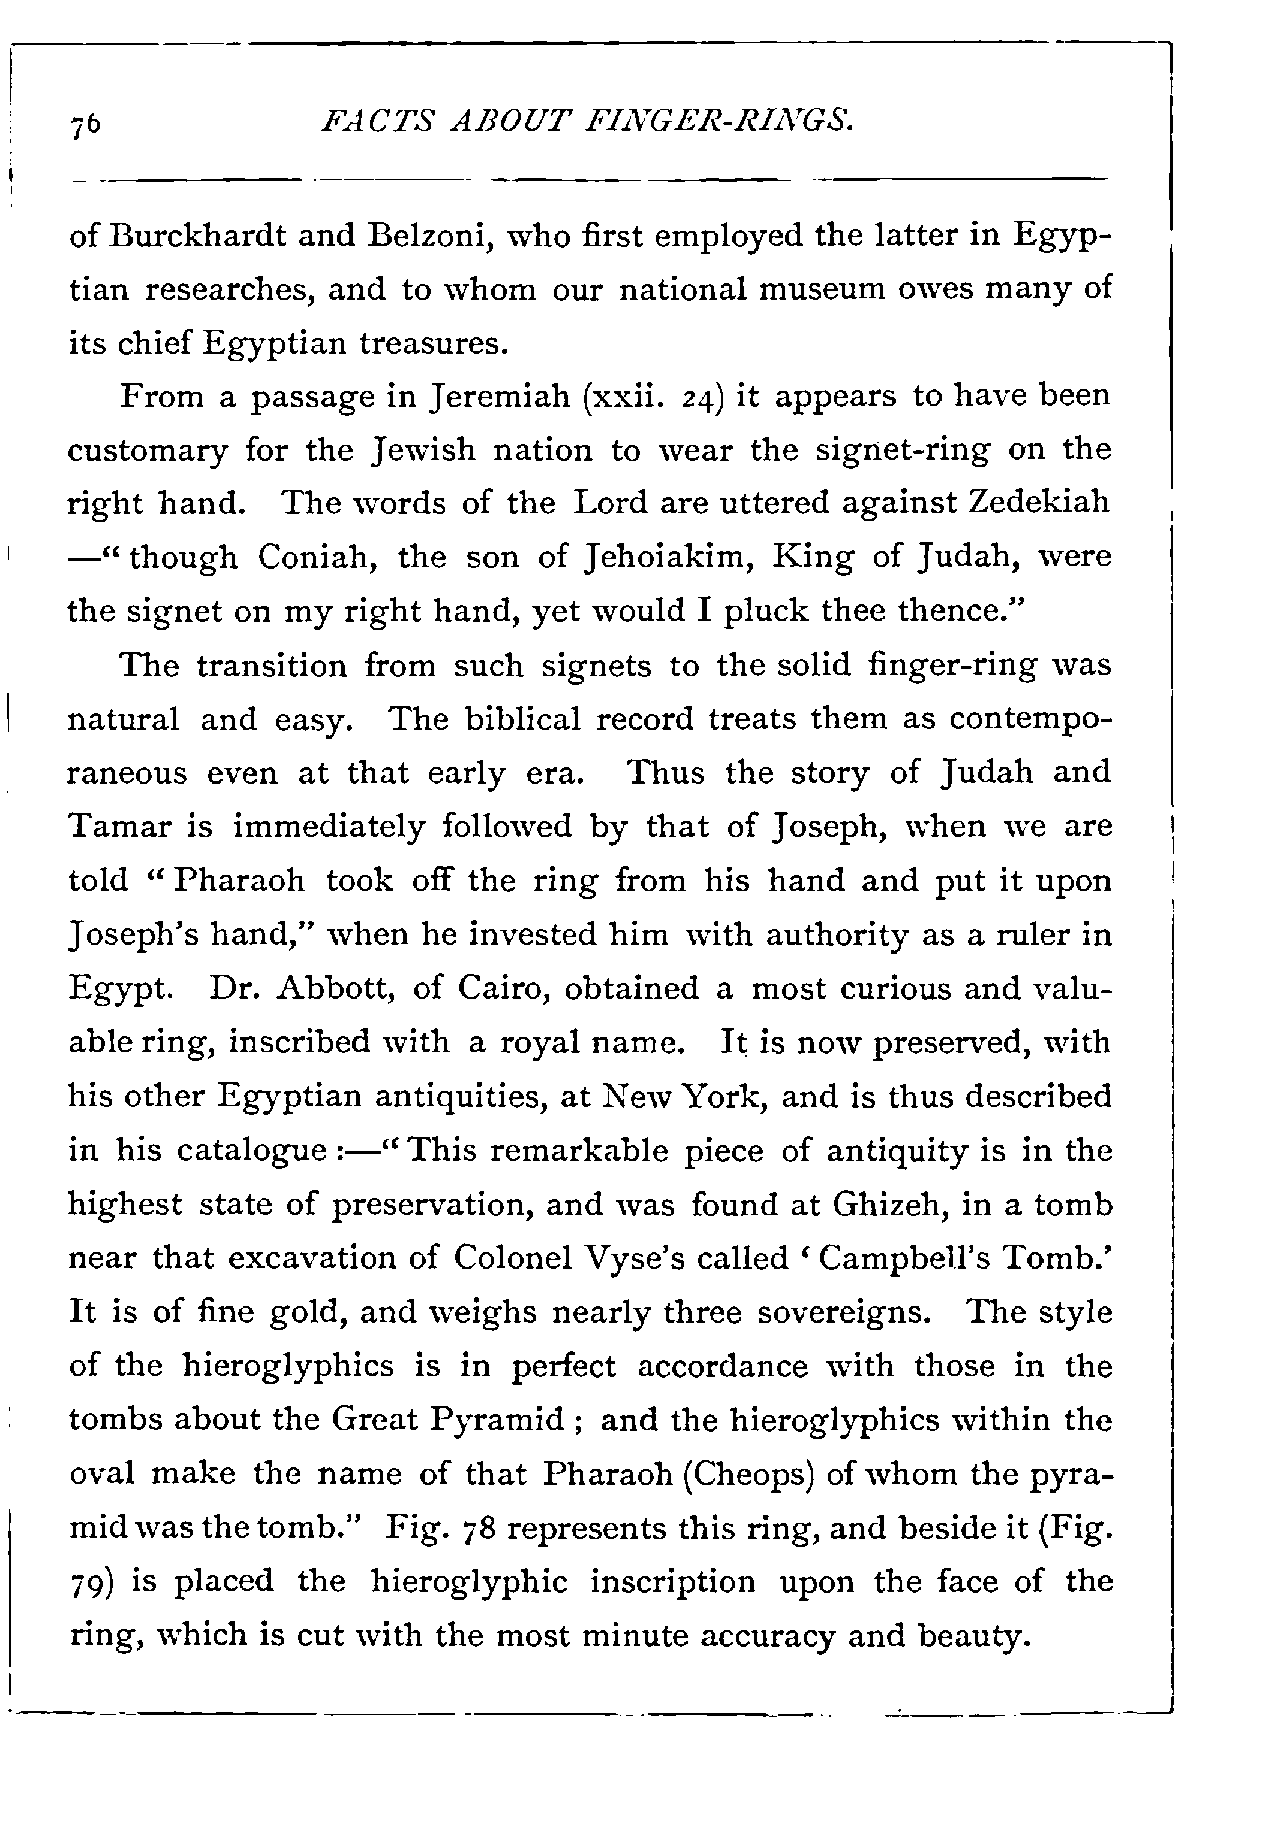 76 FACTS ABOUT FINGER-RINGS.
of Burckhardt and Belzoni, who first employed the latter in Egyp-
tian researches, and to whom our national museum owes many of
its chief Egyptian treasures.
From a passage in Jeremiah (xxii. 24) it appears to have been
customary for the Jewish nation to wear the signet-ring on the
right hand. The words of the Lord are uttered against Zedekiah
—“ though Coniah, the son of Jehoiakim, King of Judah, were
the signet on my right hand, yet would I pluck thee thence.”
The transition from such signets to the solid finger-ring was
natural and easy. The biblical record treats them as contempo-
raneous even at that early era. Thus the story of Judah and
Tamar is immediately followed by that of Joseph, when we are
told “ Pharaoh took off the ring from his hand and put it upon
Joseph’s hand,” when he invested him with authority as a ruler in
Egypt. Dr. Abbott, of Cairo, obtained a most curious and valu-
able ring, inscribed with a royal name. It is now preserved, with
his other Egyptian antiquities, at New York, and is thus described
in his catalogue :—“ This remarkable piece of antiquity is in the
highest state of preservation, and was found at Ghizeh, in a tomb
near that excavation of Colonel Vyse’s called ‘ Campbell’s Tomb.’
It is of fine gold, and weighs nearly three sovereigns. The style
of the hieroglyphics is in perfect accordance with those in the
tombs about the Great Pyramid ; and the hieroglyphics within the
oval make the name of that Pharaoh (Cheops) of whom the pyra-
mid was the tomb.” Fig. 78 represents this ring, and beside it (Fig.
79) is placed the hieroglyphic inscription upon the face of the
ring, which is cut with the most minute accuracy and beauty.